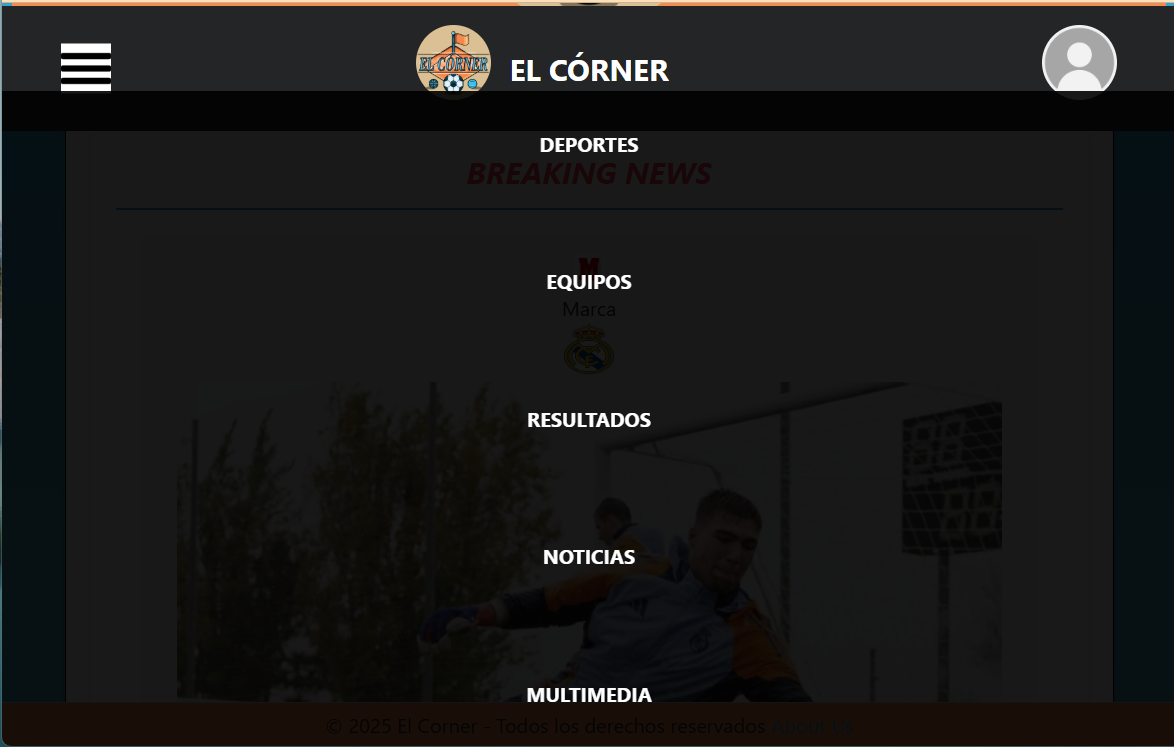 EL CÓRNER
EL CÓRNER
DEPORTES
BREAKING NEWS
M
EQUIPOS
Marca
RESULTADOS
NOTICIAS
MULTIMEDIA
© 2025 El Corner - Todos los derechos reservados